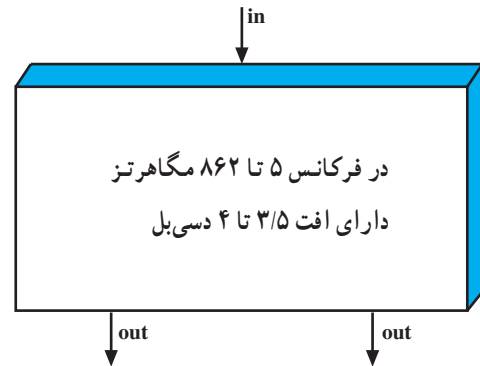 in
در فرکانس ۵ تا ۸۶۲ مگاهرتز
دارای افت ۳/۵ تا ۴ دسی‌بل
out
out